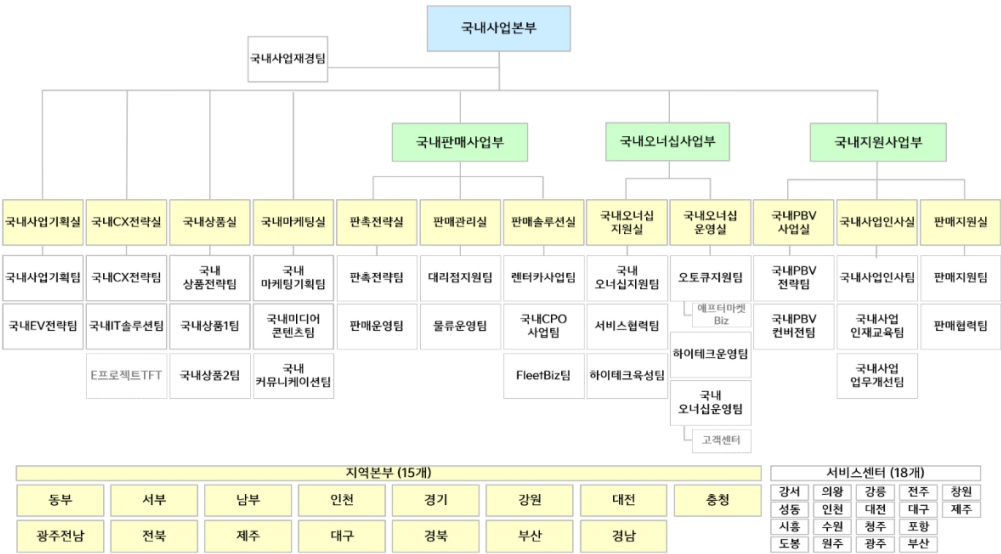 국내사업본부
국내사업재경팀
국내판매사업부
국내오너십사업부
국내지원사업부
국내사업기획실
국내CX전략실
국내상품실
국내마케팅실
판촉전략실
판매관리실
판매솔루션실
국내오너십
지원실
국내오너십
운영실
국내PBV
사업실
국내사업인사실
판매지원실
국내사업기획팀
국내CX전략팀
국내
상품전략팀
국내
마케팅기획팀
판촉전략팀
대리점지원팀
렌터카사업팀
국내
오너십지원팀
오토큐지원팀
애프터마켓
Biz
국내PBV
전략팀
국내사업인사팀
판매지원팀
국내EV전략팀
국내IT솔루션팀
국내상품1팀
국내미디어
콘텐츠팀
판매운영팀
물류운영팀
국내CPO
사업팀
서비스협력팀
하이테크운영팀
국내PBV
컨버전팀
국내사업
인재교육팀
판매협력팀
E프로젝트TFT
국내상품2팀
국내
커뮤니케이션팀
FleetBiz팀
하이테크육성팀
국내
오너십운영팀
고객센터
국내사업
업무개선팀
지역본부 (15개)
동부 서부 남부 인천 경기 강원 대전 충청
광주전남 전북 제주 대구 경북 부산 경남
서비스센터 (18개)
강서 의왕 강릉 전주 창원
성동 인천 대전 대구 제주
시흥 수원 청주 포항
도봉 원주 광주 부산